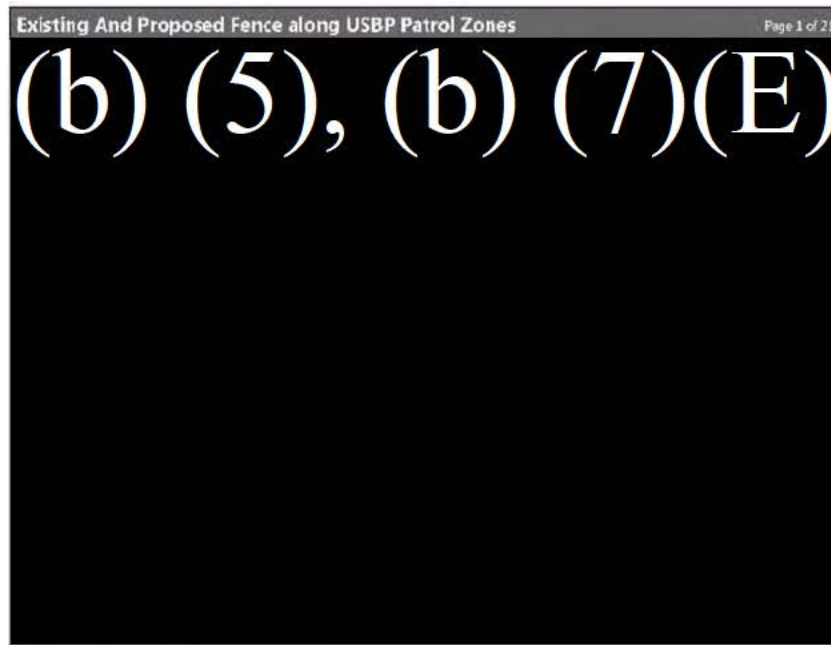 Existing And Proposed Fence along USBP Patrol Zones
Page 1 of 2
(b) (5), (b) (7)(E)